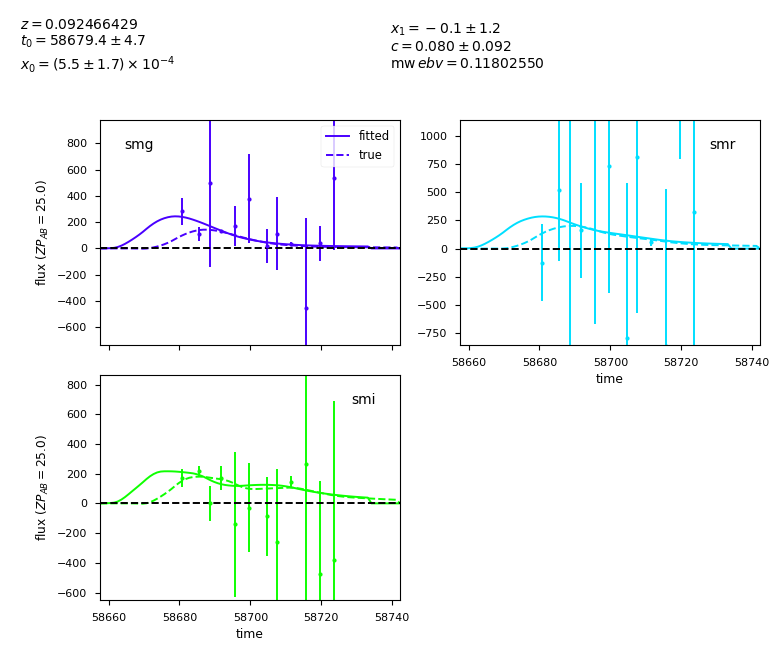 z = 0.092466429
t₀ = 58679.4 ± 4.7
x₀ = (5.5 ± 1.7) × 10⁻⁴
x₁ = −0.1 ± 1.2
c = 0.080 ± 0.092
mw ebv = 0.11802550
smg
fitted
true
800
600
400
200
0
−200
−400
−600
flux (ZP_AB = 25.0)
smr
1000
750
500
250
0
−250
−500
−750
58660 58680 58700 58720 58740
time
smi
800
600
400
200
0
−200
−400
−600
flux (ZP_AB = 25.0)
58660 58680 58700 58720 58740
time